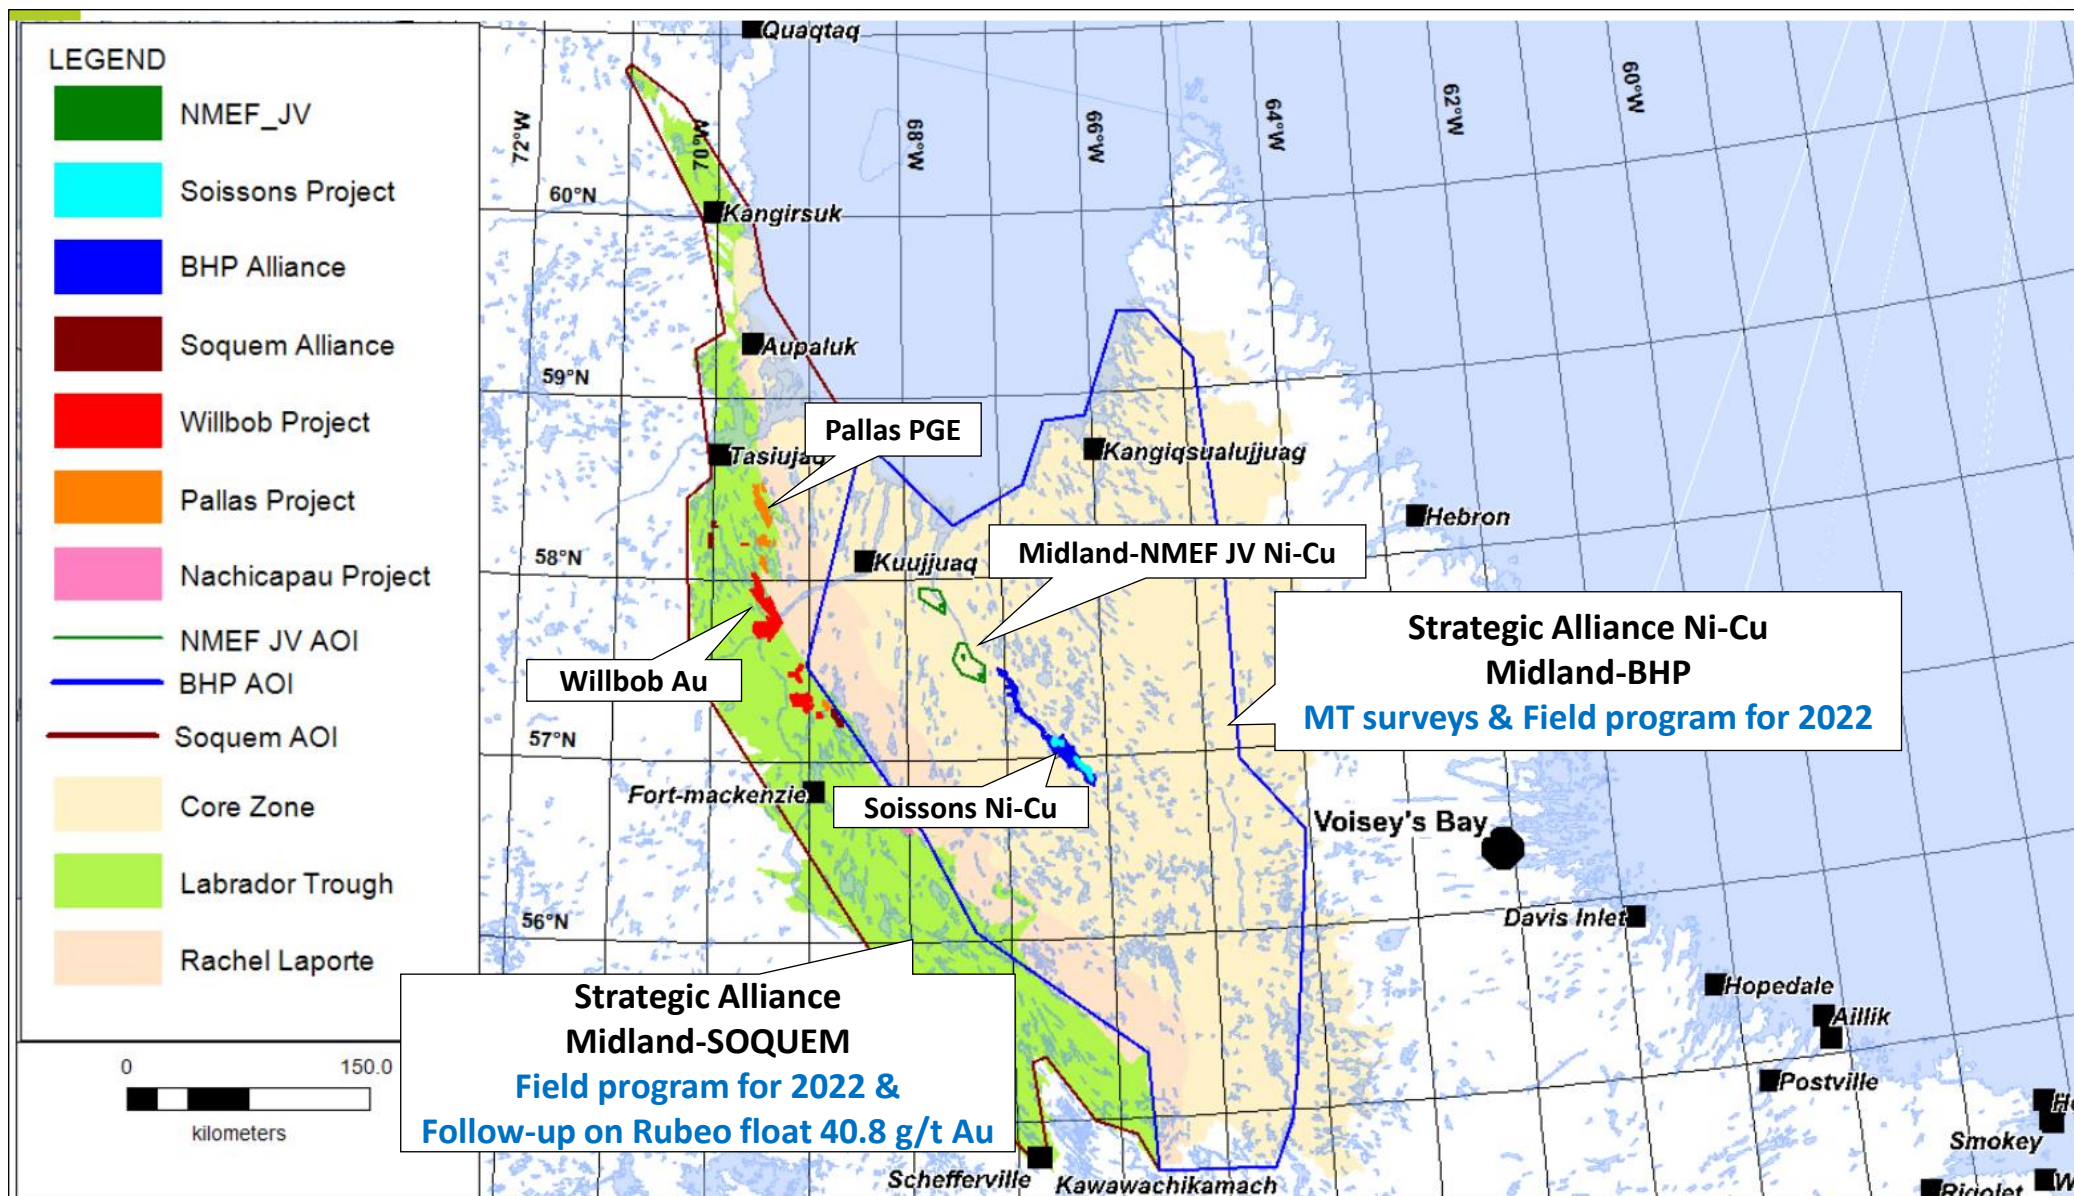 LEGEND
NMEF_JV
Soissons Project
BHP Alliance
Soquem Alliance
Willbob Project
Pallas Project
Nachicapau Project
NMEF JV AOI
BHP AOI
Soquem AOI
Core Zone
Labrador Trough
Rachel Laporte
0 150.0
kilometers
Quaqtaq
72°W
70°W
68°W
66°W
64°W
62°W
60°W
60°N
Kangirsuk
Aupaluk
59°N
Pallas PGE
Kangiqsualujjuag
Hebron
58°N
Kuujjuaq
Midland-NMEF JV Ni-Cu
Strategic Alliance Ni-Cu
Midland-BHP
MT surveys & Field program for 2022
Willbob Au
57°N
Fort-mackenzie
Soissons Ni-Cu
Voisey's Bay
56°N
Davis Inlet
Strategic Alliance
Midland-SOQUEM
Field program for 2022 &
Follow-up on Rubeo float 40.8 g/t Au
Hopedale
Aillik
Postville
Smokey
Schefferville
Kawawachikamach
Rigolet